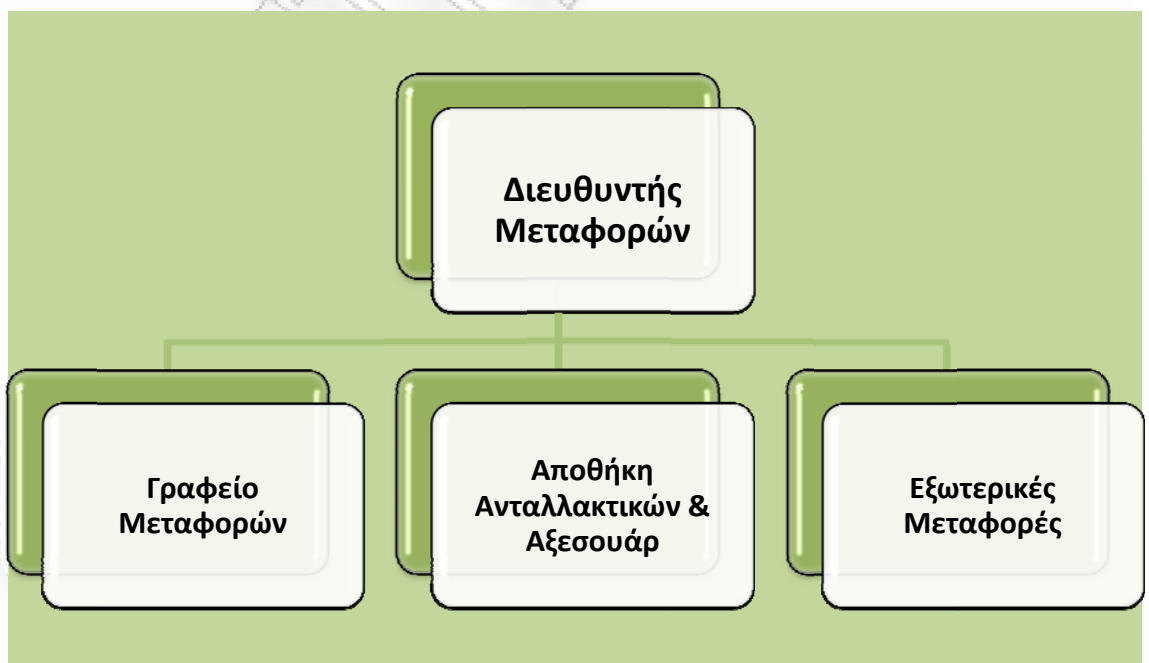 Διευθυντής
Μεταφορών
Γραφείο
Μεταφορών
Αποθήκη
Ανταλλακτικών &
Αξεσουάρ
Εξωτερικές
Μεταφορές